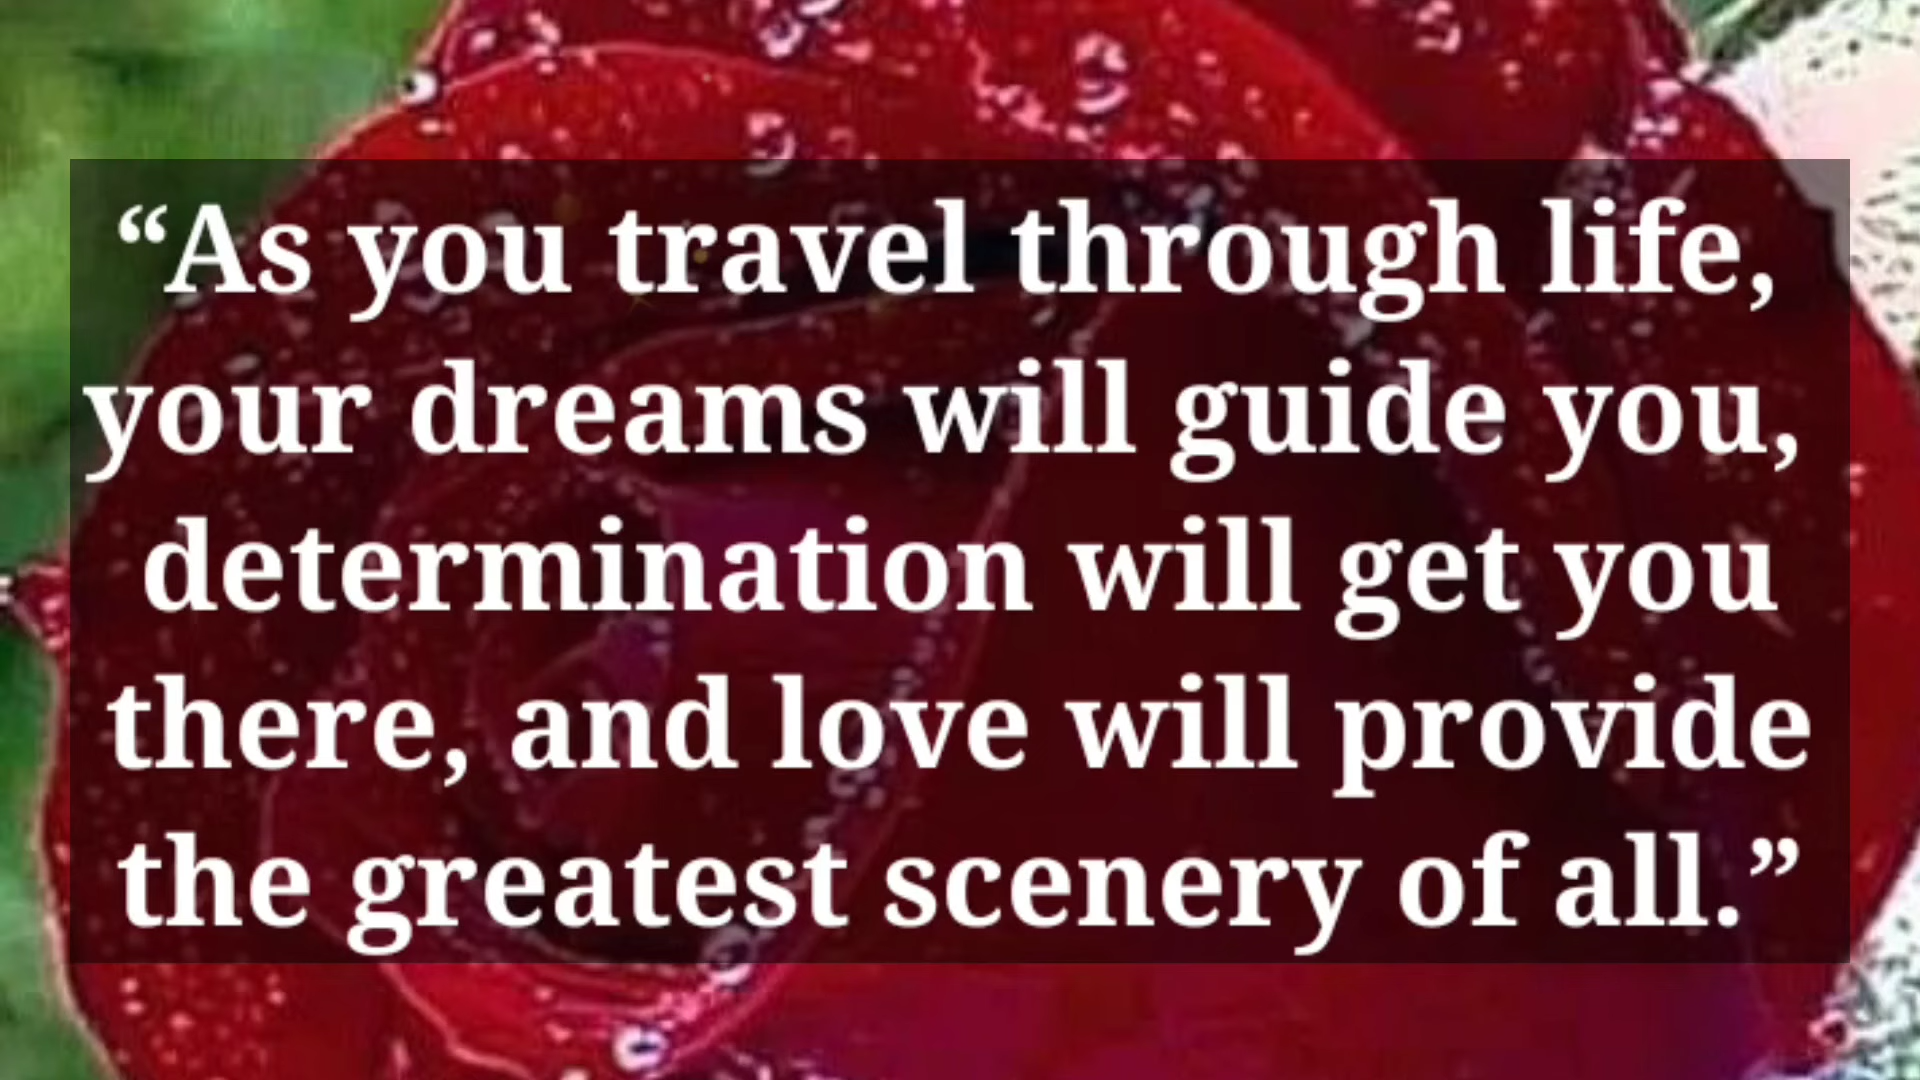 “As you travel through life,
your dreams will guide you,
determination will get you
there, and love will provide
the greatest scenery of all.”